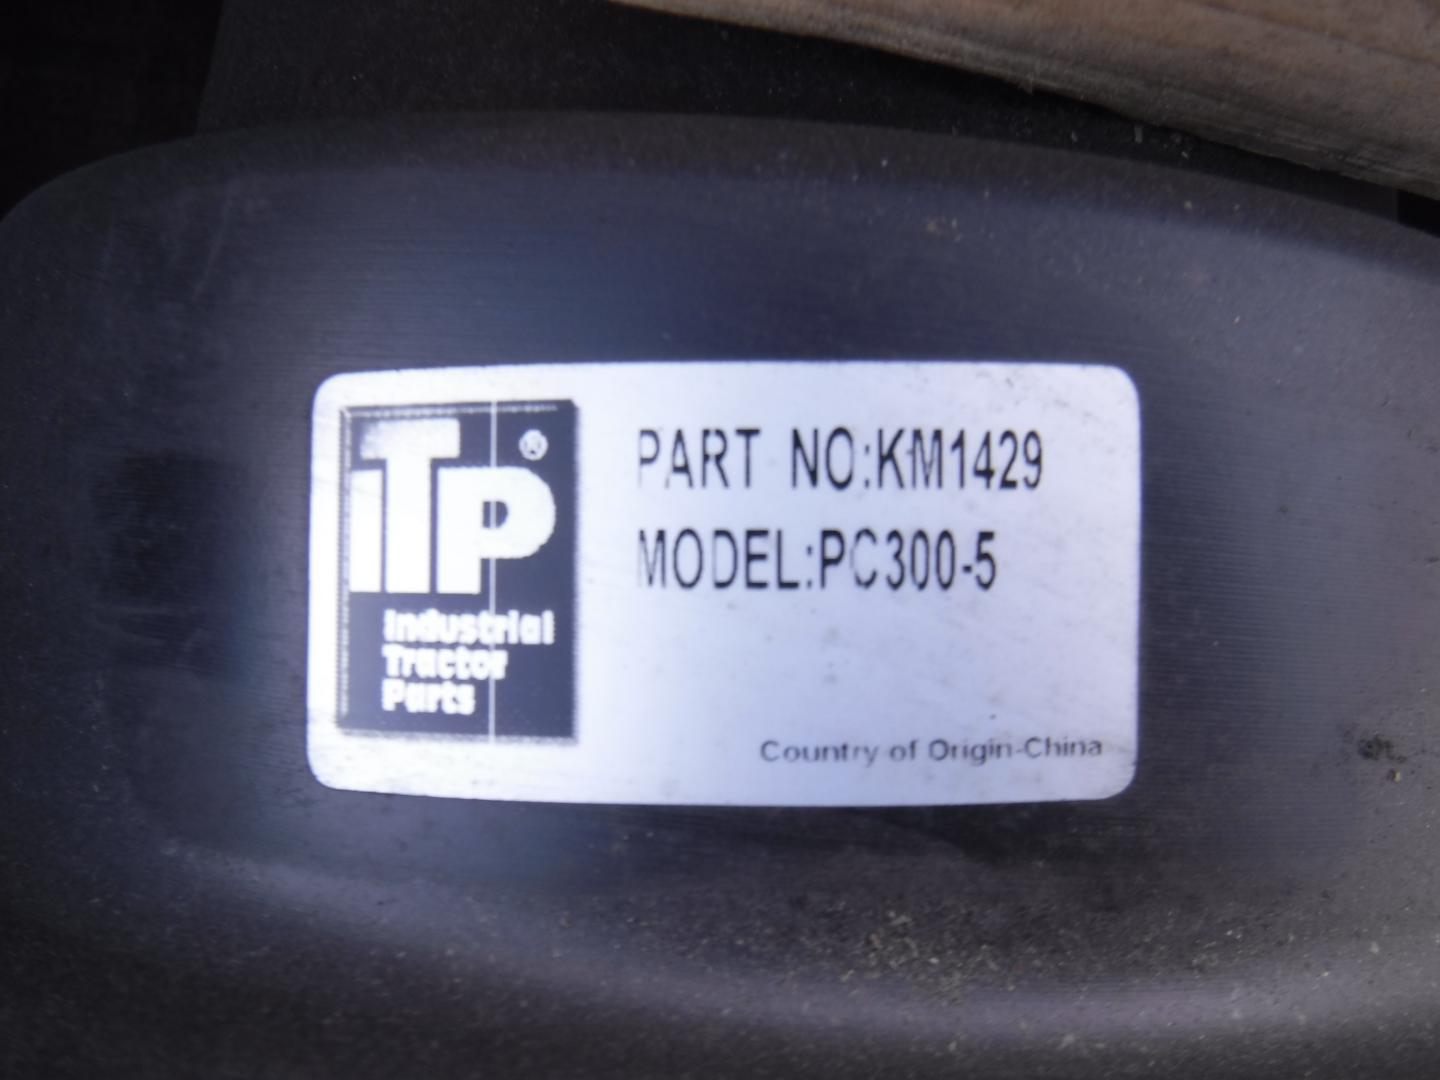 ITP®
Industrial
Tractor
Parts
PART NO:KM1429
MODEL:PC300-5
Country of Origin-China